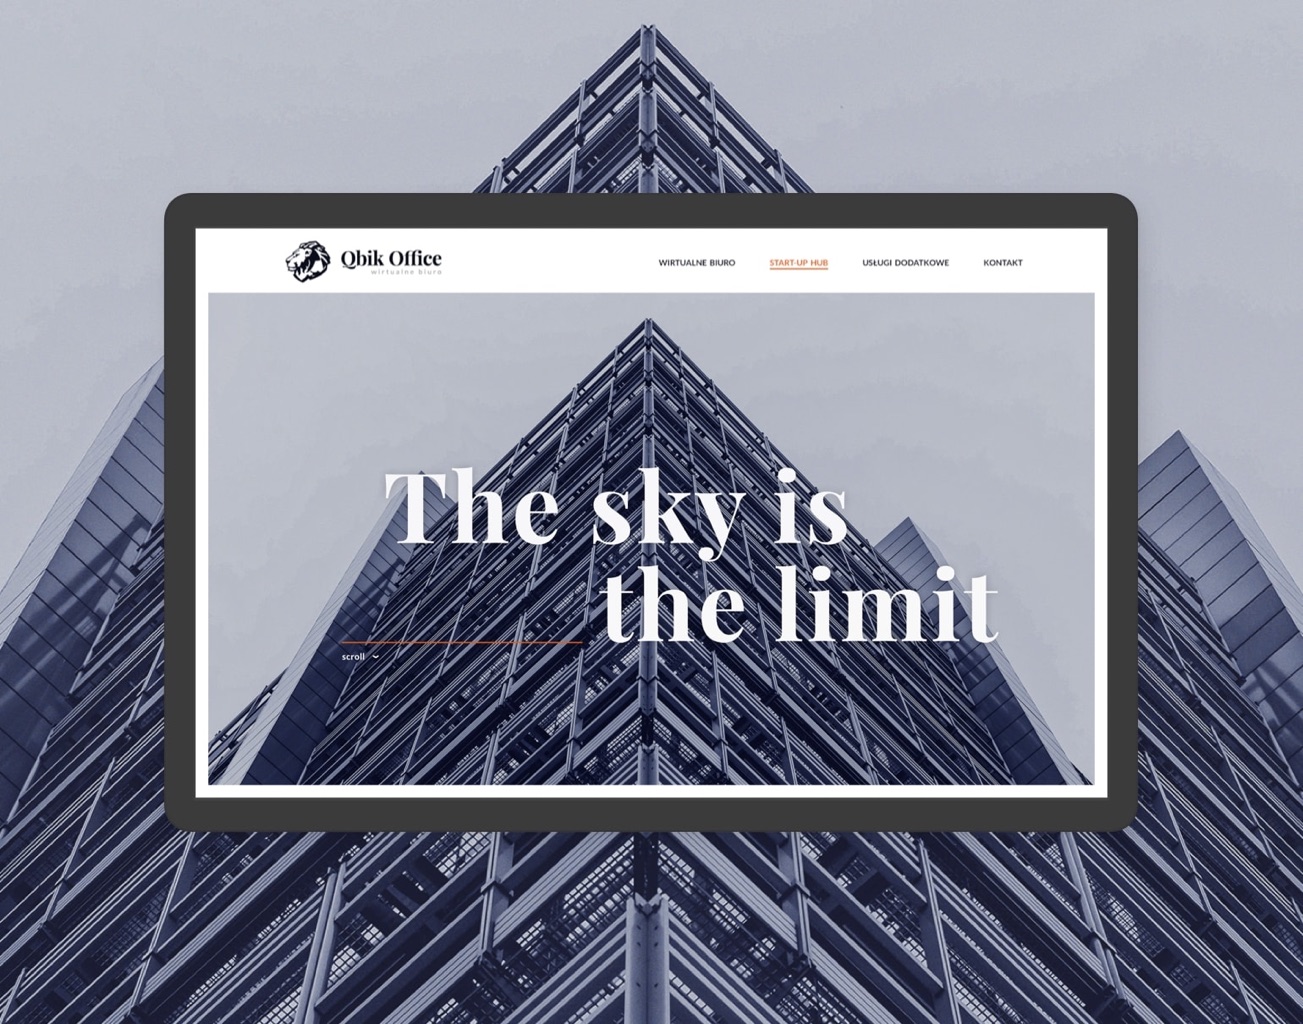 Qbik Office
wirtualne biuro
WIRTUALNE BIURO
START-UP HUB
USŁUGI DODATKOWE
KONTAKT
The sky is
the limit
scroll